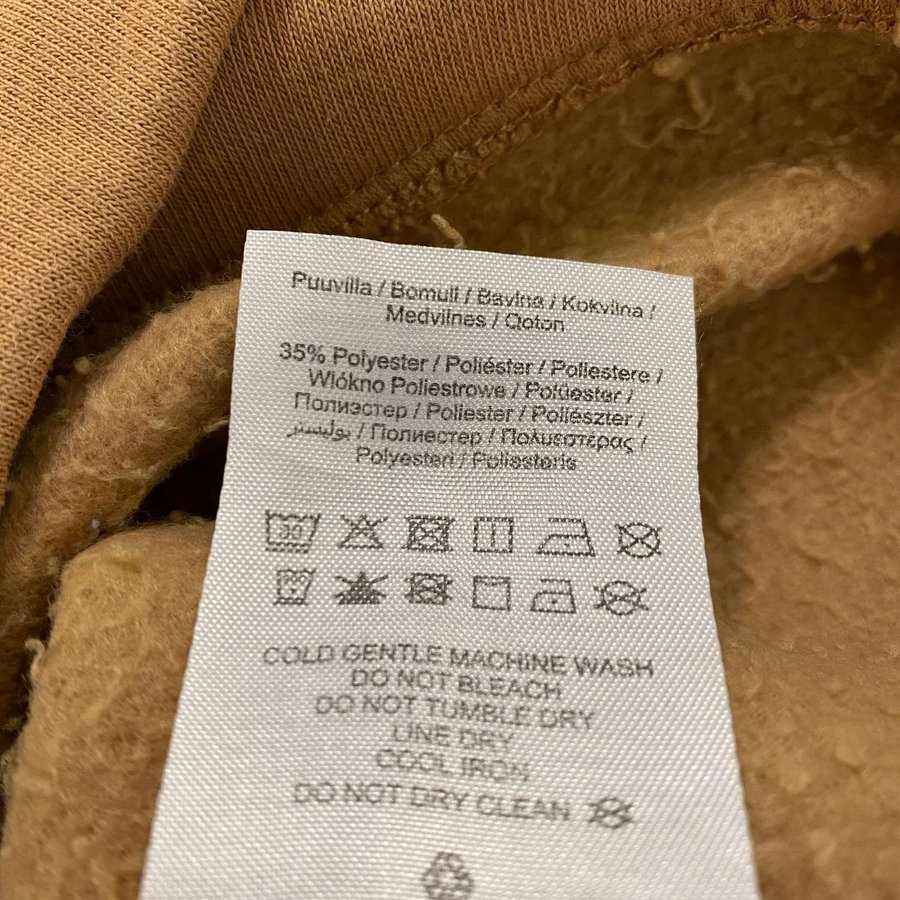 Puuvilla / Bomull / Bavlna / Kokvilna /
Medvilnes / Qoton
35% Polyester / Poliéster / Poliestere /
Włókno Poliestrowe / Polüester /
Полиэстер / Poliester / Poliészter /
بوليستر / Полиестер / Πολυεστέρας /
Polyesteri / Poliesteris
30
COLD GENTLE MACHINE WASH
DO NOT BLEACH
DO NOT TUMBLE DRY
LINE DRY
COOL IRON
DO NOT DRY CLEAN